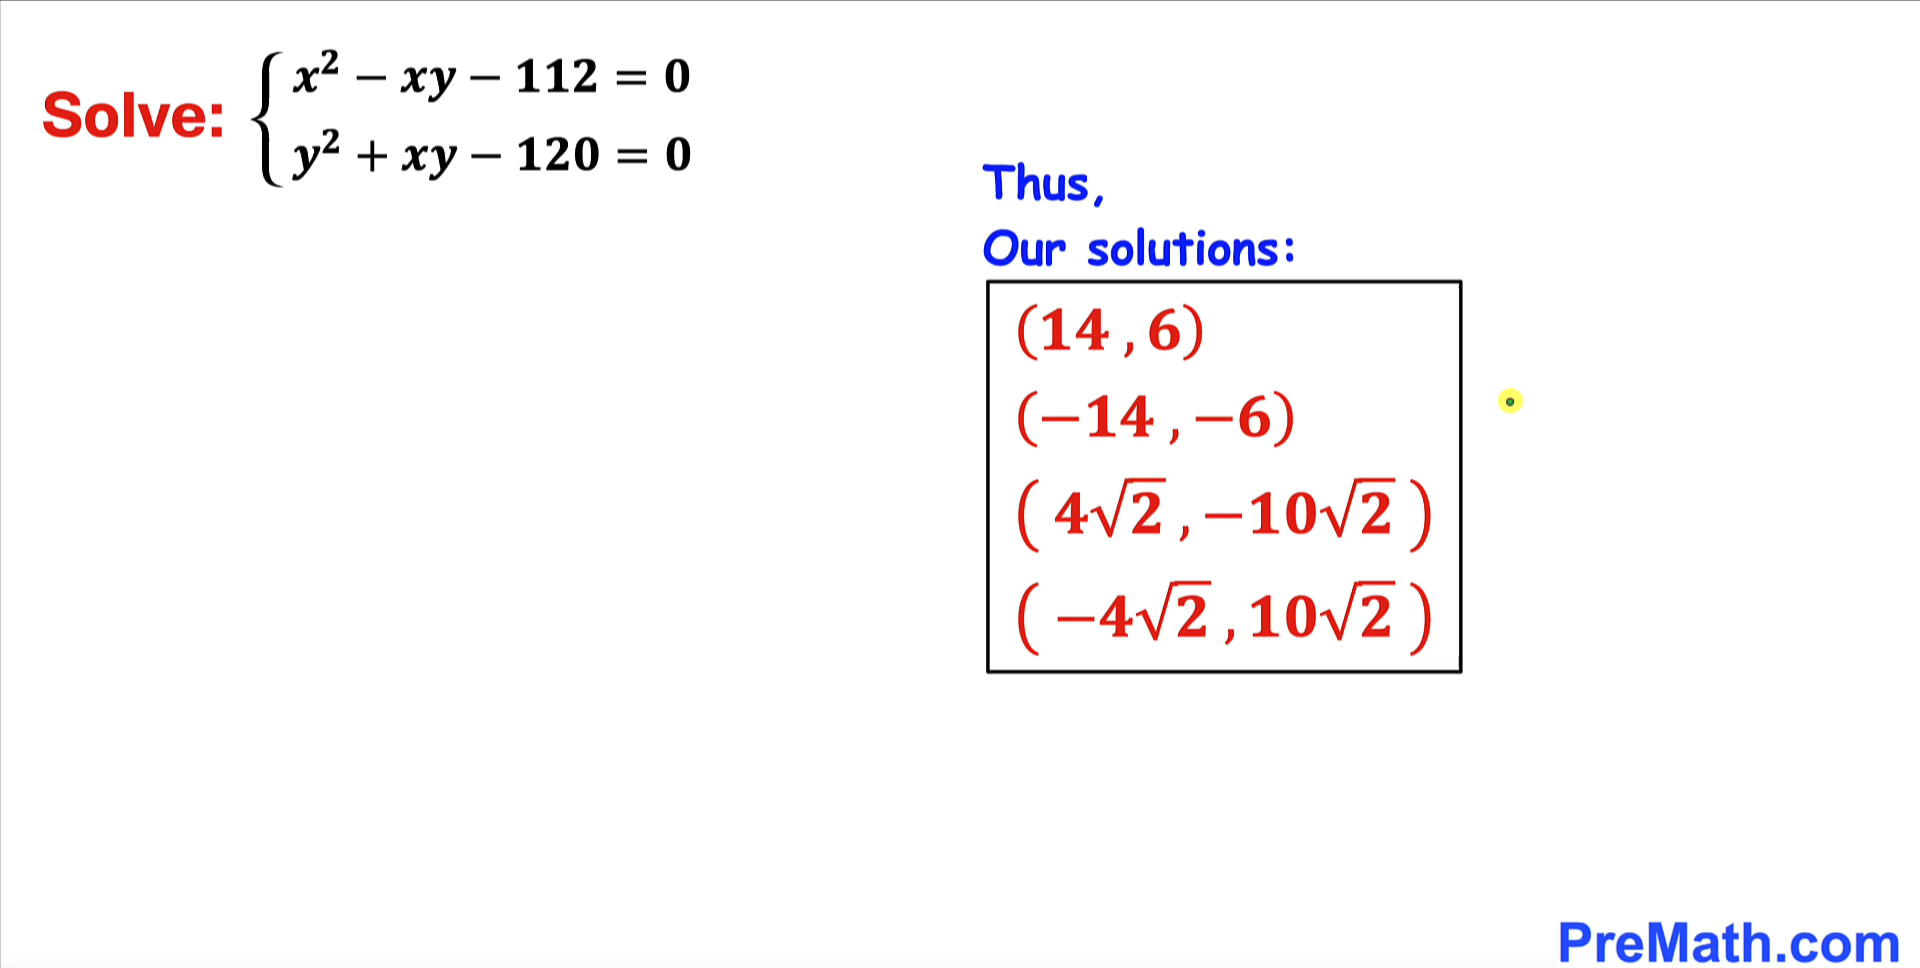 Solve: { x² − xy − 112 = 0
y² + xy − 120 = 0
Thus,
Our solutions:
(14 , 6)
(−14 , −6)
( 4√2 , −10√2 )
( −4√2 , 10√2 )
PreMath.com